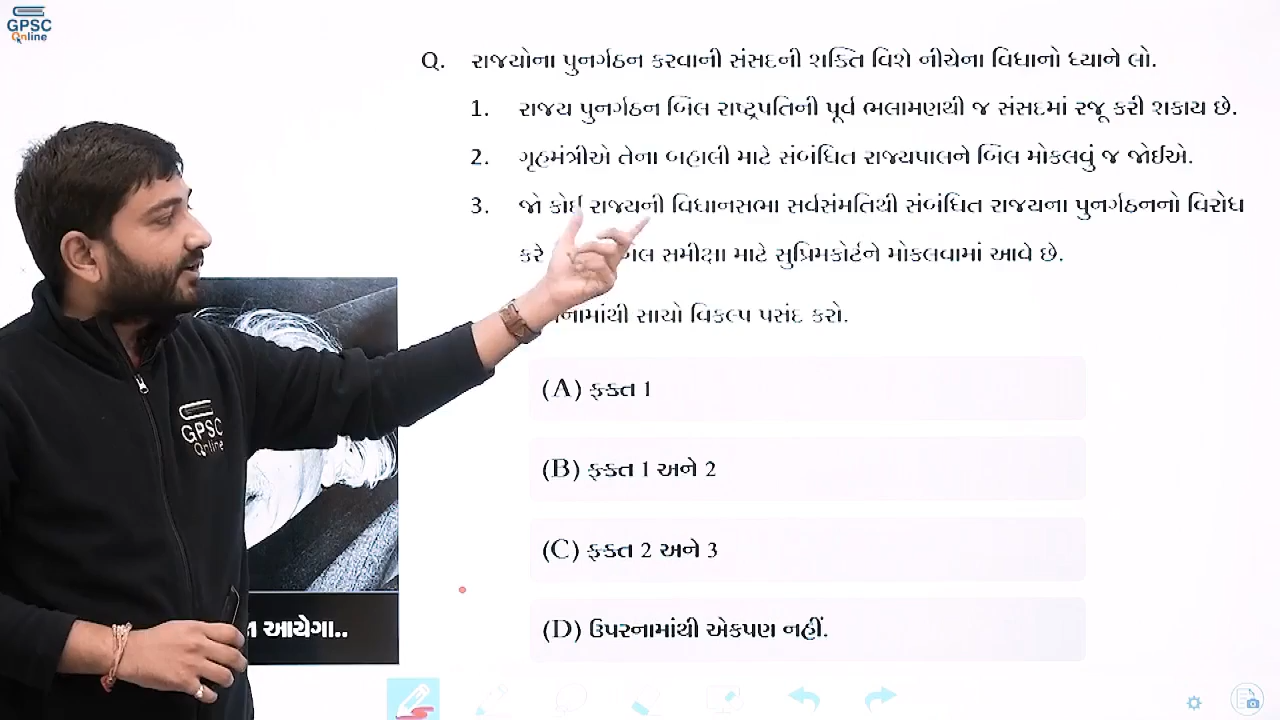 GPSC
Online
Q. રાજ્યોના પુનર્ગઠન કરવાની સંસદની શક્તિ વિશે નીચેના વિધાનો ધ્યાને લો.
1. રાજ્ય પુનર્ગઠન બિલ રાષ્ટ્રપતિની પૂર્વ ભલામણથી જ સંસદમાં રજૂ કરી શકાય છે.
2. ગૃહમંત્રીએ તેના બહાલી માટે સંબંધિત રાજ્યપાલને બિલ મોકલવું જ જોઈએ.
3. જો કોઈ રાજ્યની વિધાનસભા સર્વસંમતિથી સંબંધિત રાજ્યના પુનર્ગઠનનો વિરોધ
કરે સમીક્ષા માટે સુપ્રિમકોર્ટને મોકલવામાં આવે છે.
સાચો વિકલ્પ પસંદ કરો.
(A) ફક્ત 1
(B) ફક્ત 1 અને 2
GPSC
Online
(C) ફક્ત 2 અને 3
(D) ઉપરનામાંથી એકપણ નહીં.
આયેગા..